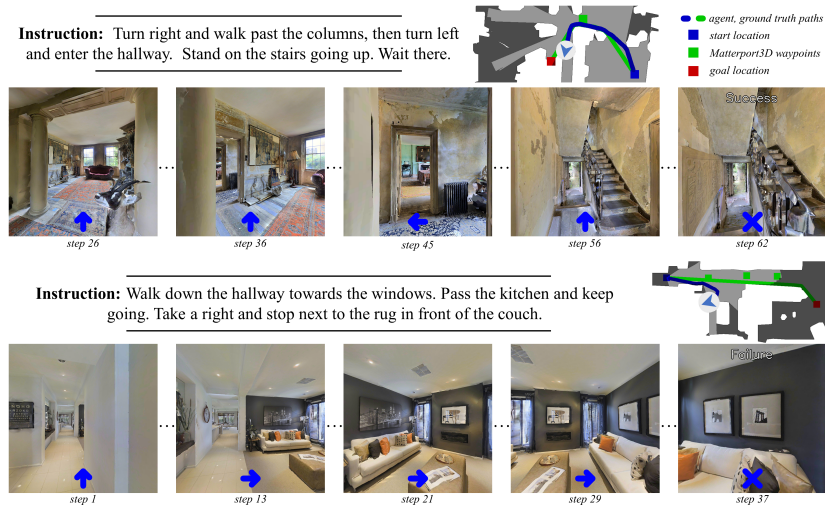 Instruction: Turn right and walk past the columns, then turn left
and enter the hallway. Stand on the stairs going up. Wait there.
agent, ground truth paths
start location
Matterport3D waypoints
goal location
Success
step 26
step 36
step 45
step 56
step 62
Instruction: Walk down the hallway towards the windows. Pass the kitchen and keep
going. Take a right and stop next to the rug in front of the couch.
Failure
step 1
step 13
step 21
step 29
step 37